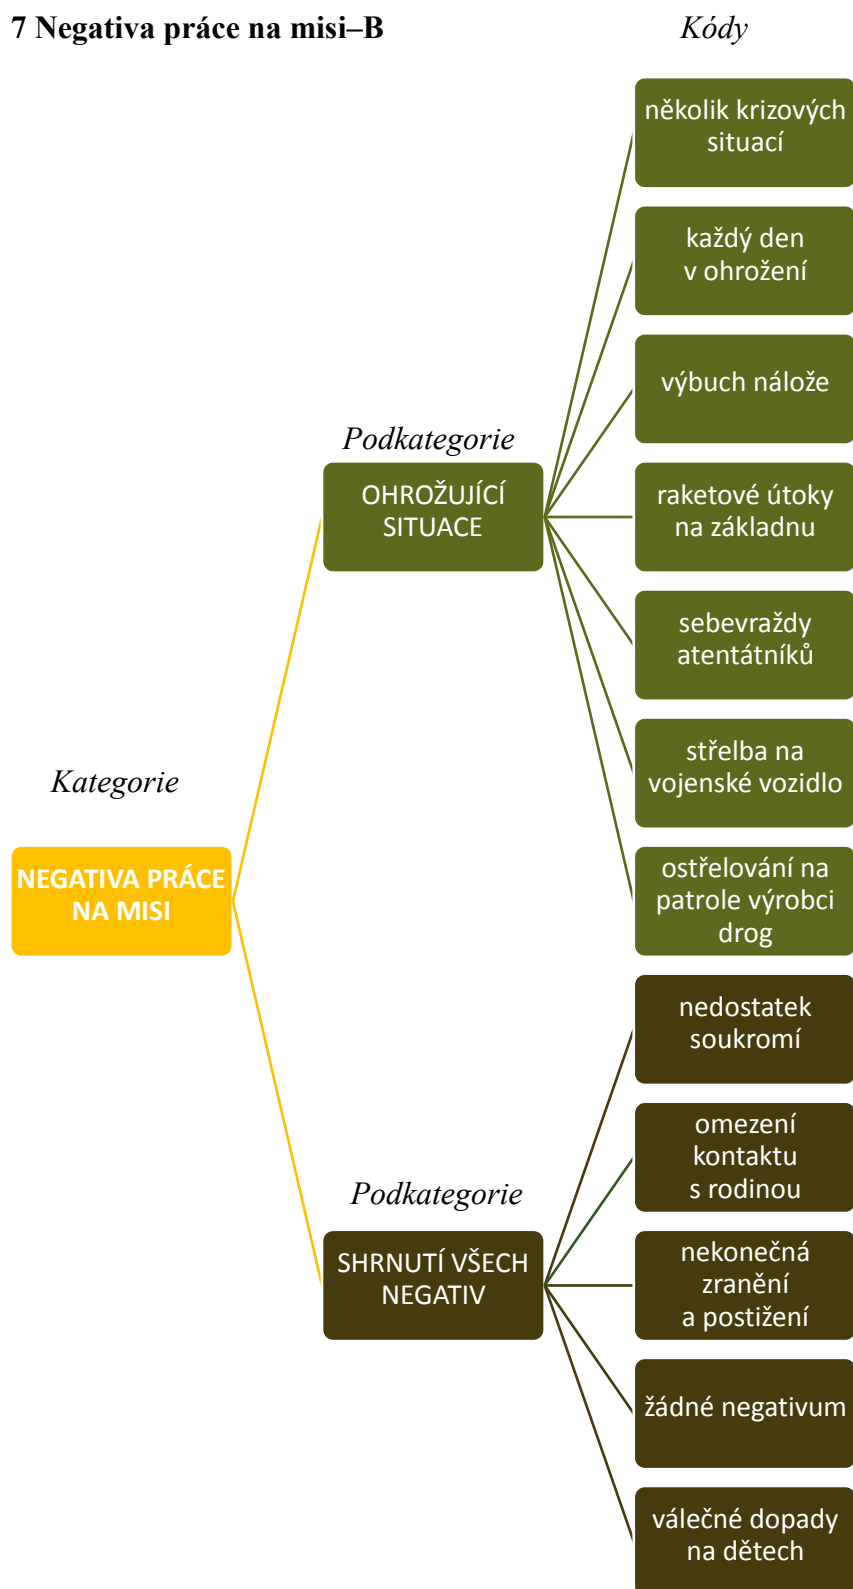 7 Negativa práce na misi–B
Kódy
několik krizových
situací
každý den
v ohrožení
výbuch nálože
Podkategorie
OHROŽUJÍCÍ
SITUACE
raketové útoky
na základnu
sebevraždy
atentátníků
střelba na
vojenské vozidlo
Kategorie
NEGATIVA PRÁCE
NA MISI
ostřelování na
patrole výrobci
drog
nedostatek
soukromí
omezení
kontaktu
s rodinou
Podkategorie
SHRNUTÍ VŠECH
NEGATIV
nekonečná
zranění
a postižení
žádné negativum
válečné dopady
na dětech